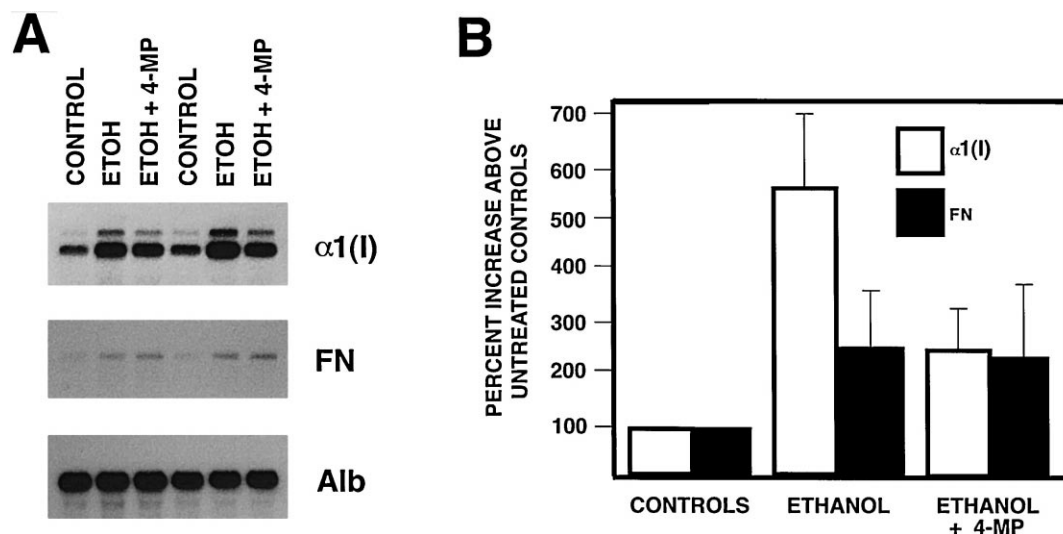 A
CONTROL
ETOH
ETOH + 4-MP
CONTROL
ETOH
ETOH + 4-MP
α1(I)
FN
Alb
B
PERCENT INCREASE ABOVE
UNTREATED CONTROLS
700
600
500
400
300
200
100
α1(I)
FN
CONTROLS
ETHANOL
ETHANOL
+ 4-MP